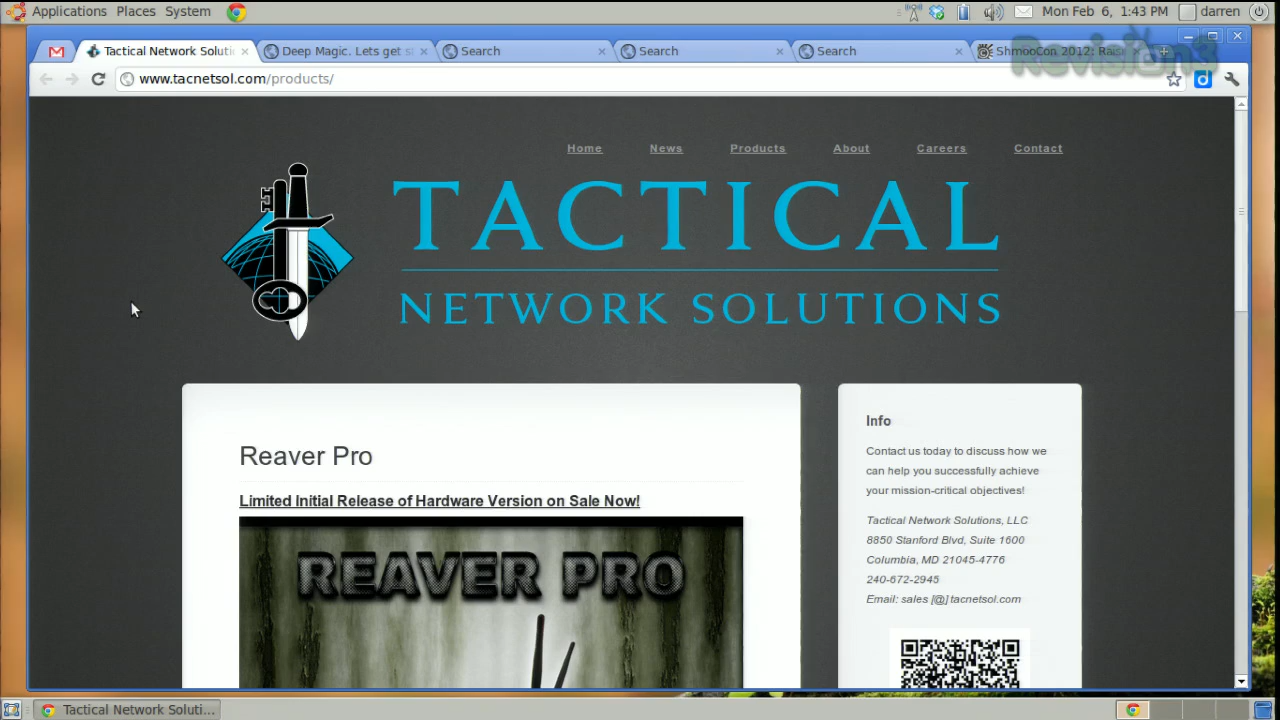 Applications Places System
Mon Feb 6, 1:43 PM darren
Tactical Network Soluti
Deep Magic. Lets get s
Search
Search
Search
ShmooCon 2012: Rais
Revision3
www.tacnetsol.com/products/
Home News Products About Careers Contact
TACTICAL
NETWORK SOLUTIONS
Reaver Pro
Limited Initial Release of Hardware Version on Sale Now!
REAVER PRO
Info
Contact us today to discuss how we
can help you successfully achieve
your mission-critical objectives!
Tactical Network Solutions, LLC
8850 Stanford Blvd, Suite 1600
Columbia, MD 21045-4776
240-672-2945
Email: sales [@] tacnetsol.com
Tactical Network Soluti...